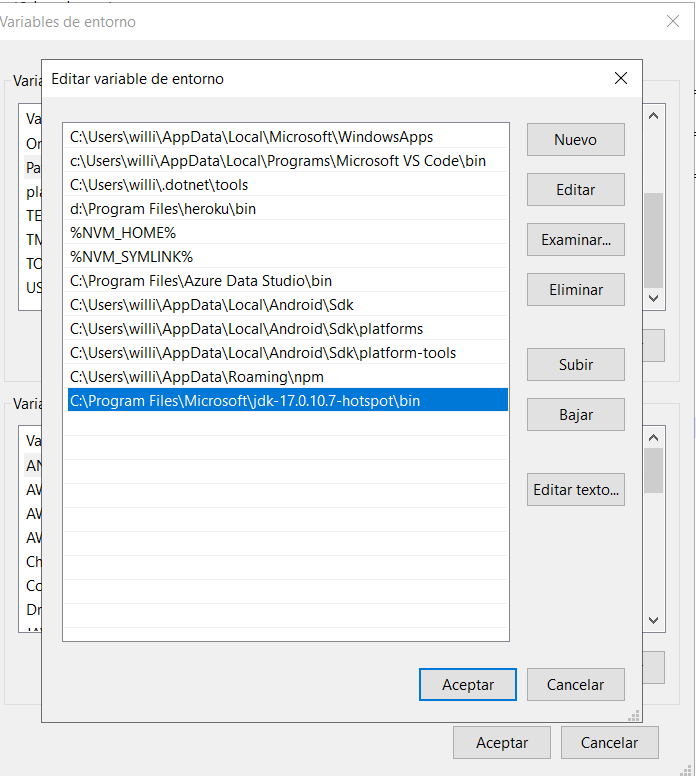 Variables de entorno
Editar variable de entorno
C:\Users\willi\AppData\Local\Microsoft\WindowsApps
c:\Users\willi\AppData\Local\Programs\Microsoft VS Code\bin
C:\Users\willi\.dotnet\tools
d:\Program Files\heroku\bin
%NVM_HOME%
%NVM_SYMLINK%
C:\Program Files\Azure Data Studio\bin
C:\Users\willi\AppData\Local\Android\Sdk
C:\Users\willi\AppData\Local\Android\Sdk\platforms
C:\Users\willi\AppData\Local\Android\Sdk\platform-tools
C:\Users\willi\AppData\Roaming\npm
C:\Program Files\Microsoft\jdk-17.0.10.7-hotspot\bin
Nuevo
Editar
Examinar...
Eliminar
Subir
Bajar
Editar texto...
Aceptar
Cancelar
Varia
Va
On
Pa
pla
TE
TM
TO
US
Varia
Va
AN
AW
AW
AW
Ch
Co
Dr
Aceptar
Cancelar